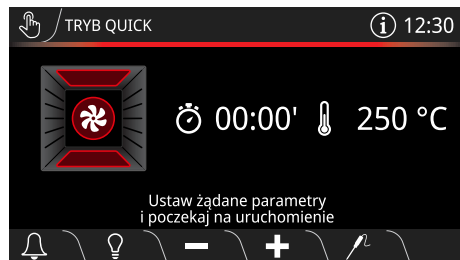 TRYB QUICK
i 12:30
00:00' 250 °C
Ustaw żądane parametry
i poczekaj na uruchomienie